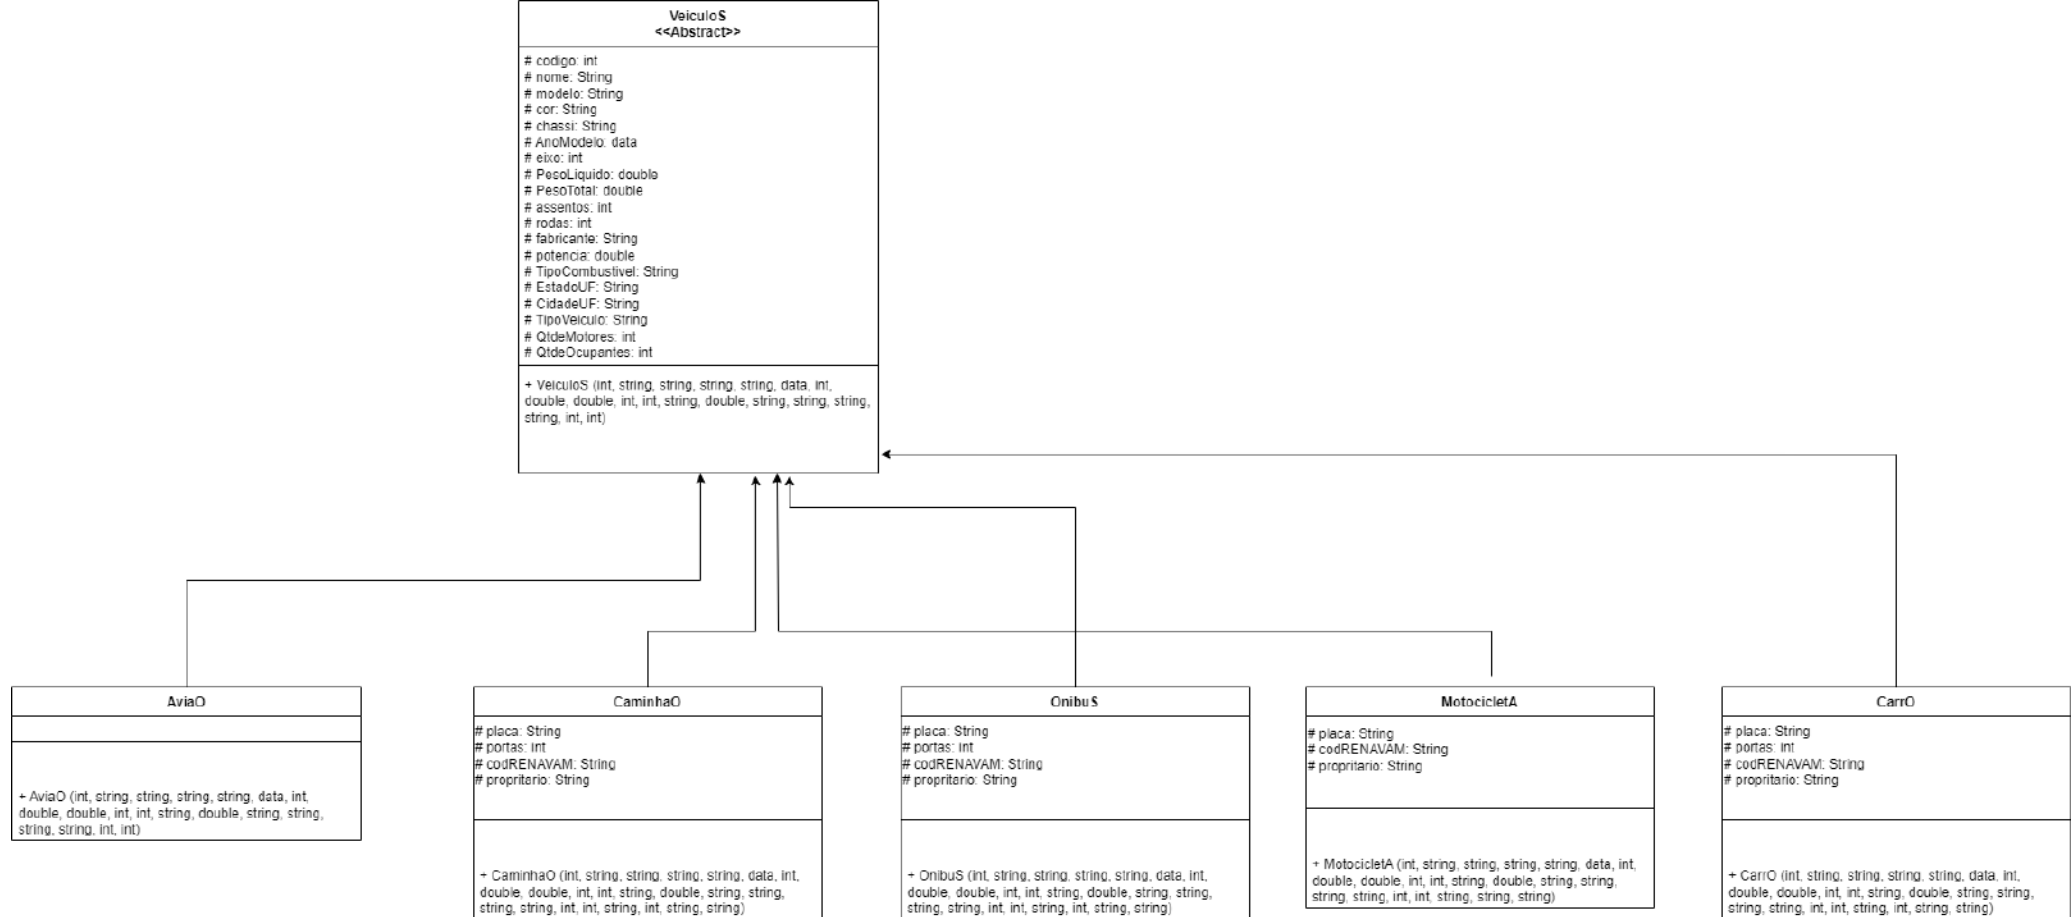 VeiculoS
<<Abstract>>
# codigo: int
# nome: String
# modelo: String
# cor: String
# chassi: String
# AnoModelo: data
# eixo: int
# PesoLiquido: double
# PesoTotal: double
# assentos: int
# rodas: int
# fabricante: String
# potencia: double
# TipoCombustivel: String
# EstadoUF: String
# CidadeUF: String
# TipoVeiculo: String
# QtdeMotores: int
# QtdeOcupantes: int
+ VeiculoS (int, string, string, string, string, data, int,
double, double, int, int, string, double, string, string, string,
string, int, int)
AviaO
+ AviaO (int, string, string, string, string, data, int,
double, double, int, int, string, double, string, string,
string, string, int, int)
CaminhaO
# placa: String
# portas: int
# codRENAVAM: String
# propritario: String
+ CaminhaO (int, string, string, string, string, data, int,
double, double, int, int, string, double, string, string,
string, string, int, int, string, int, string, string)
OnibuS
# placa: String
# portas: int
# codRENAVAM: String
# propritario: String
+ OnibuS (int, string, string, string, string, data, int,
double, double, int, int, string, double, string, string,
string, string, int, int, string, int, string, string)
MotocicletA
# placa: String
# codRENAVAM: String
# propritario: String
+ MotocicletA (int, string, string, string, string, data, int,
double, double, int, int, string, double, string, string,
string, string, int, int, string, string, string)
CarrO
# placa: String
# portas: int
# codRENAVAM: String
# propritario: String
+ CarrO (int, string, string, string, string, data, int,
double, double, int, int, string, double, string, string,
string, string, int, int, string, int, string, string)